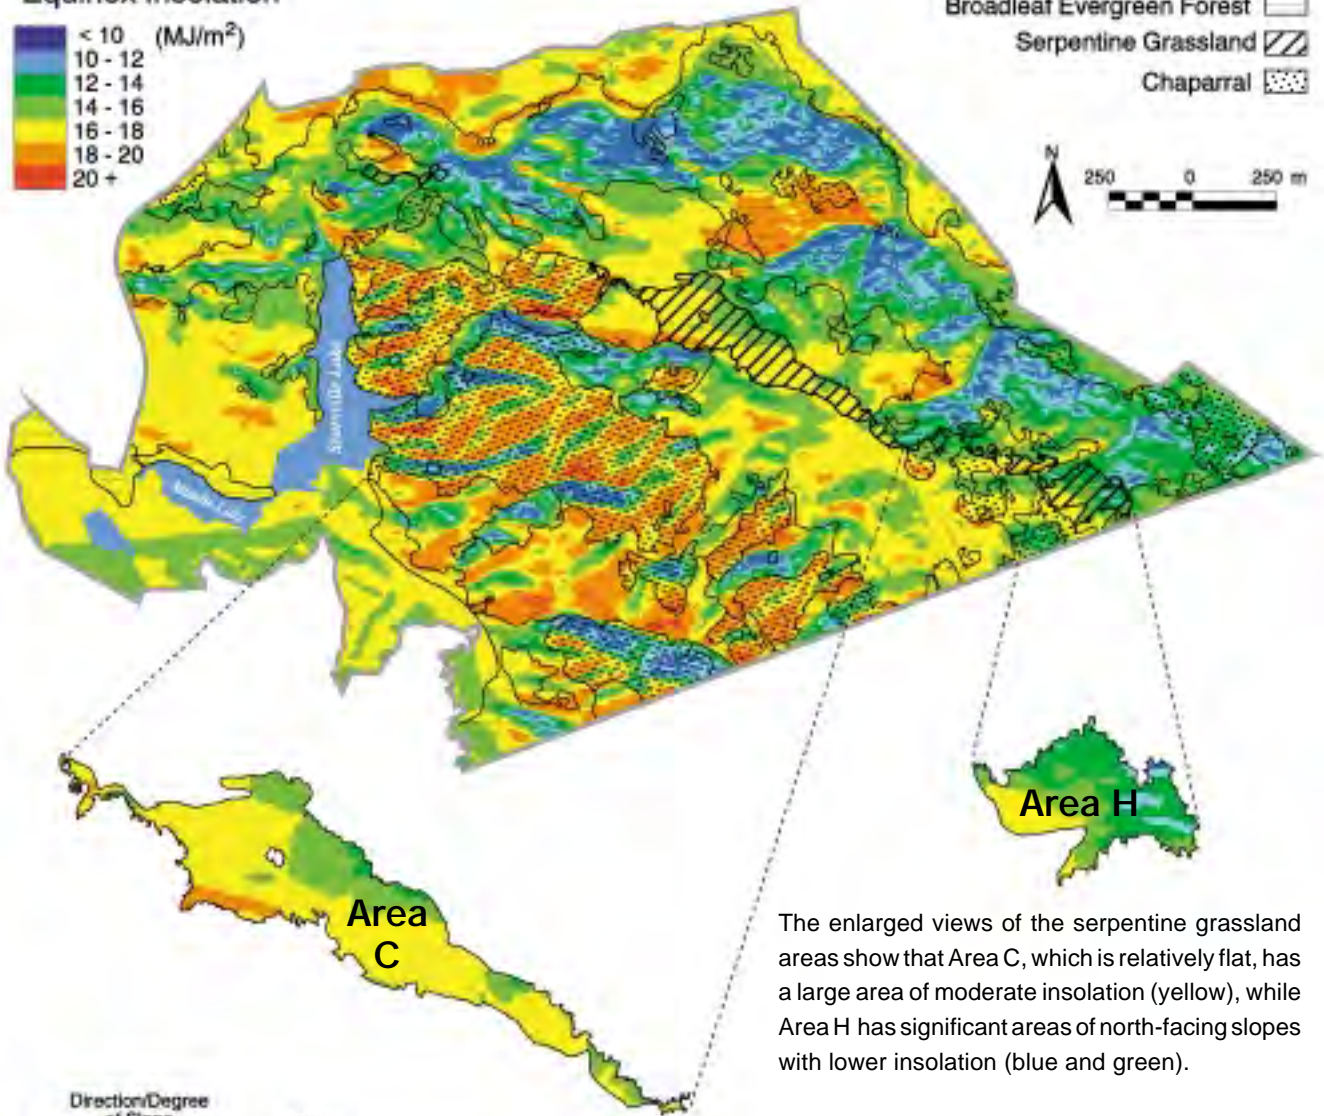 Equinox Insolation
< 10 (MJ/m²)
10 - 12
12 - 14
14 - 16
16 - 18
18 - 20
20 +
Broadleaf Evergreen Forest
Serpentine Grassland
Chaparral
N
250 0 250 m
Searsville Lake
Middle Lake
Area H
Area
C
The enlarged views of the serpentine grassland
areas show that Area C, which is relatively flat, has
a large area of moderate insolation (yellow), while
Area H has significant areas of north-facing slopes
with lower insolation (blue and green).
Direction/Degree
of Slope